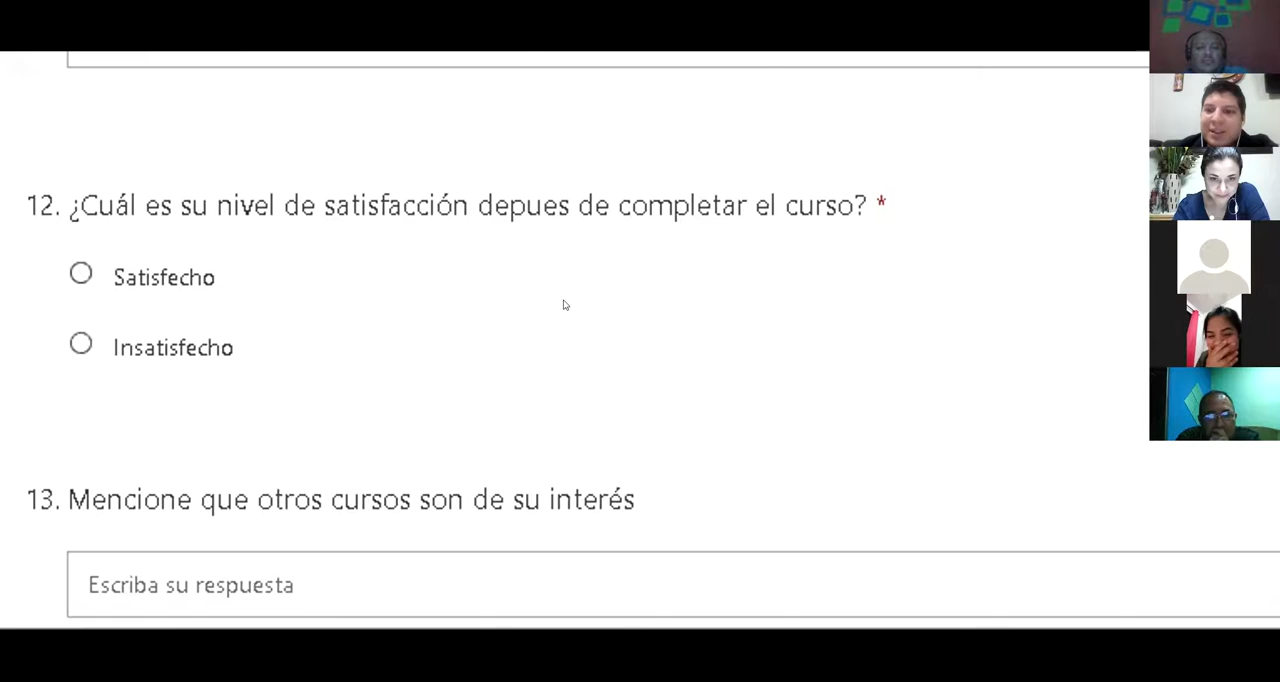 12. ¿Cuál es su nivel de satisfacción depues de completar el curso? *
Satisfecho
Insatisfecho
13. Mencione que otros cursos son de su interés
Escriba su respuesta